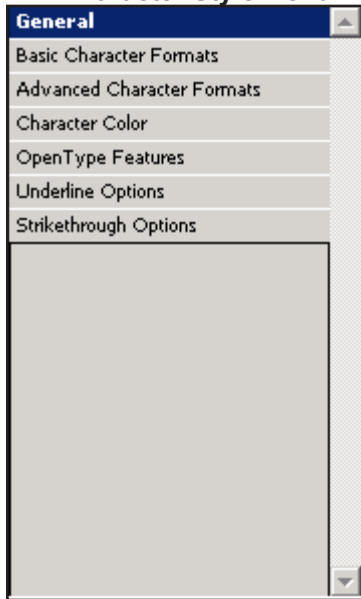 General
Basic Character Formats
Advanced Character Formats
Character Color
OpenType Features
Underline Options
Strikethrough Options